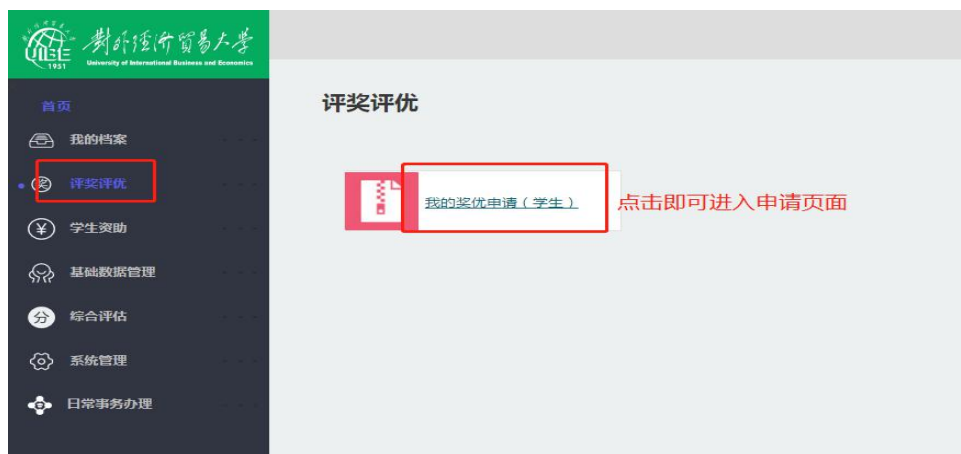 對外经济贸易大学
University of International Business and Economics
UIBE
1951
首页
我的档案
奖 评奖评优
¥ 学生资助
基础数据管理
分 综合评估
系统管理
日常事务办理
评奖评优
我的奖优申请（学生）
点击即可进入申请页面